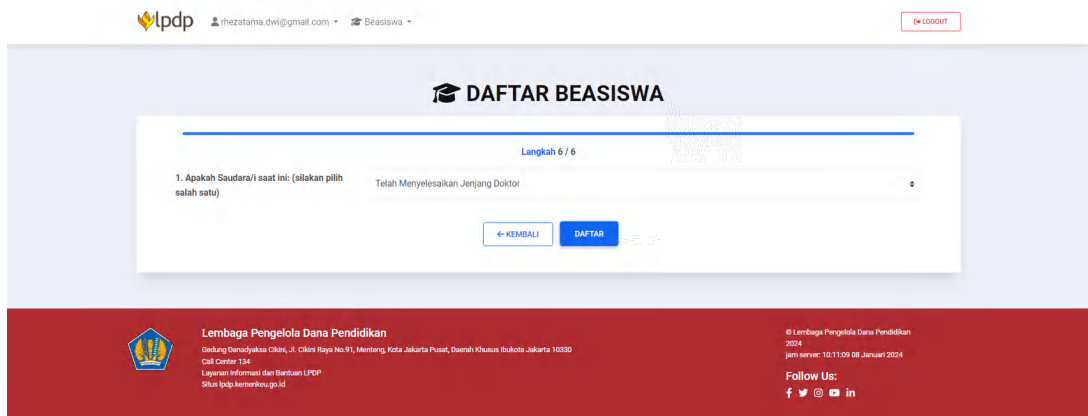 lpdp
rhezatama.dwi@gmail.com
Beasiswa
LOGOUT
DAFTAR BEASISWA
Langkah 6 / 6
1. Apakah Saudara/i saat ini: (silakan pilih
salah satu)
Telah Menyelesaikan Jenjang Doktor
← KEMBALI
DAFTAR
Lembaga Pengelola Dana Pendidikan
Gedung Danadyaksa Cikini, Jl. Cikini Raya No.91, Menteng, Kota Jakarta Pusat, Daerah Khusus Ibukota Jakarta 10330
Call Center 134
Layanan Informasi dan Bantuan LPDP
Situs lpdp.kemenkeu.go.id
© Lembaga Pengelola Dana Pendidikan
2024
jam server: 10:11:09 08 Januari 2024
Follow Us: